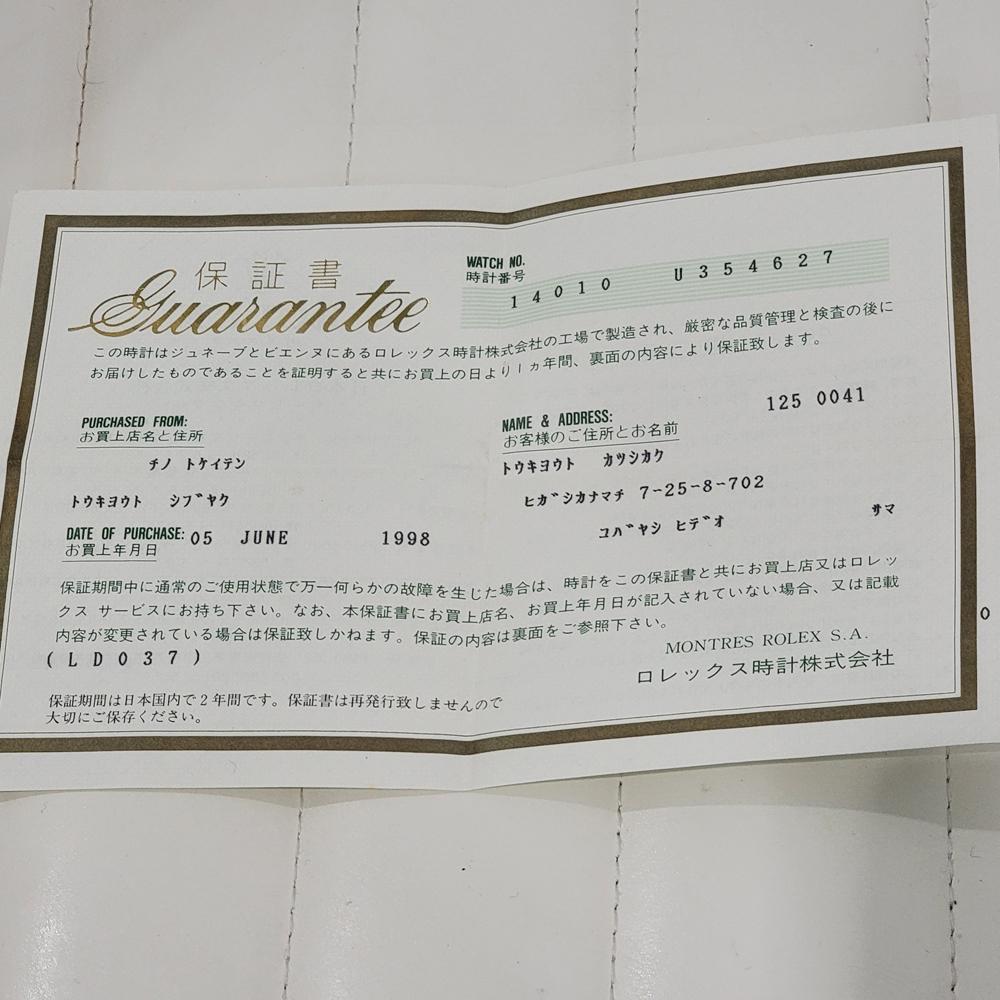 保証書
Guarantee
WATCH NO.
時計番号
14010 U354627
この時計はジュネーブとビエンヌにあるロレックス時計株式会社の工場で製造され、厳密な品質管理と検査の後に
お届けしたものであることを証明すると共にお買上の日より1ヵ年間、裏面の内容により保証致します。
PURCHASED FROM:
お買上店名と住所
チノ トケイテン
トウキヨウト シブヤク
DATE OF PURCHASE: 05 JUNE 1998
お買上年月日
125 0041
NAME & ADDRESS:
お客様のご住所とお名前
トウキヨウト カツシカク
ヒガシカナマチ 7-25-8-702
コバヤシ ヒデオ サマ
保証期間中に通常のご使用状態で万一何らかの故障を生じた場合は、時計をこの保証書と共にお買上店又はロレッ
クス サービスにお持ち下さい。なお、本保証書にお買上店名、お買上年月日が記入されていない場合、又は記載
内容が変更されている場合は保証致しかねます。保証の内容は裏面をご参照下さい。
(LD037)
MONTRES ROLEX S.A.
ロレックス時計株式会社
保証期間は日本国内で2年間です。保証書は再発行致しませんので
大切にご保存ください。
0